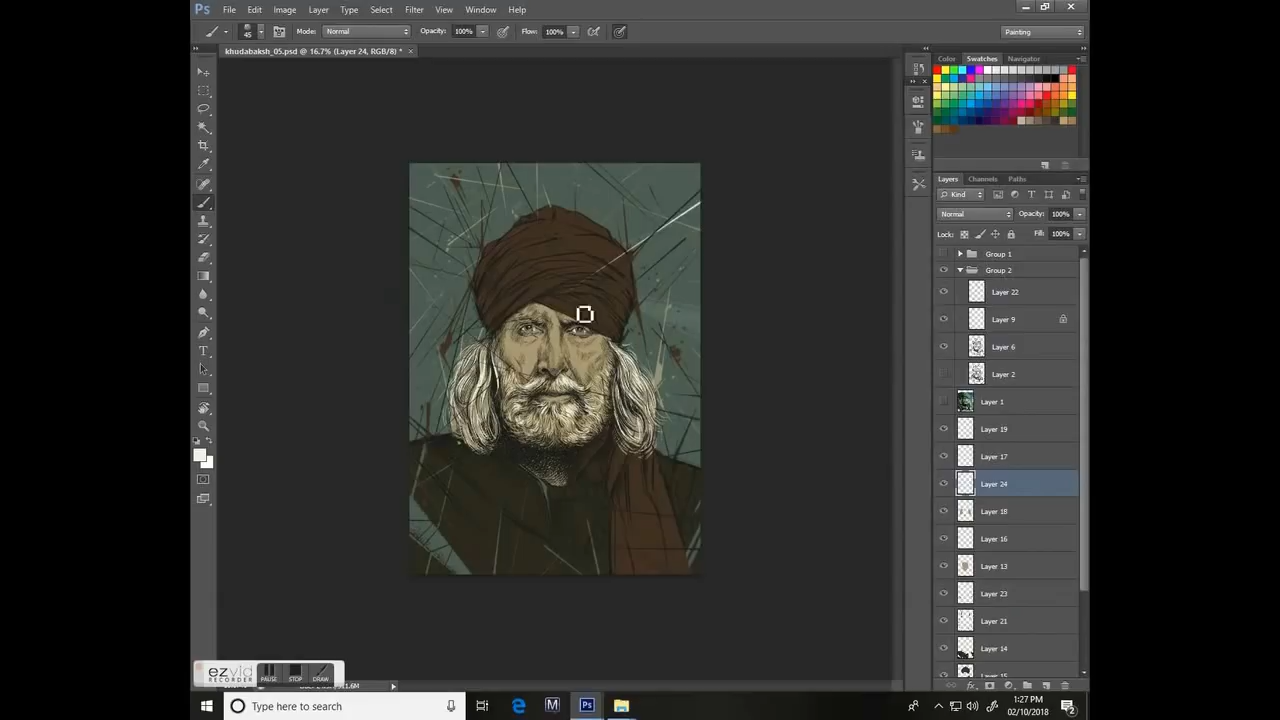 Ps File Edit Image Layer Type Select Filter View Window Help
45 Mode: Normal Opacity: 100% Flow: 100% Painting
khudabaksh_05.psd @ 16.7% (Layer 24, RGB/8) * ×
Color Swatches Navigator
Layers Channels Paths
Kind
Normal Opacity: 100%
Lock: Fill: 100%
Group 1
Group 2
Layer 22
Layer 9
Layer 6
Layer 2
Layer 1
Layer 19
Layer 17
Layer 24
Layer 18
Layer 16
Layer 13
Layer 23
Layer 21
Layer 14
Layer 15
ezvid
RECORDER
PAUSE STOP DRAW
Type here to search
1:27 PM
02/10/2018
2